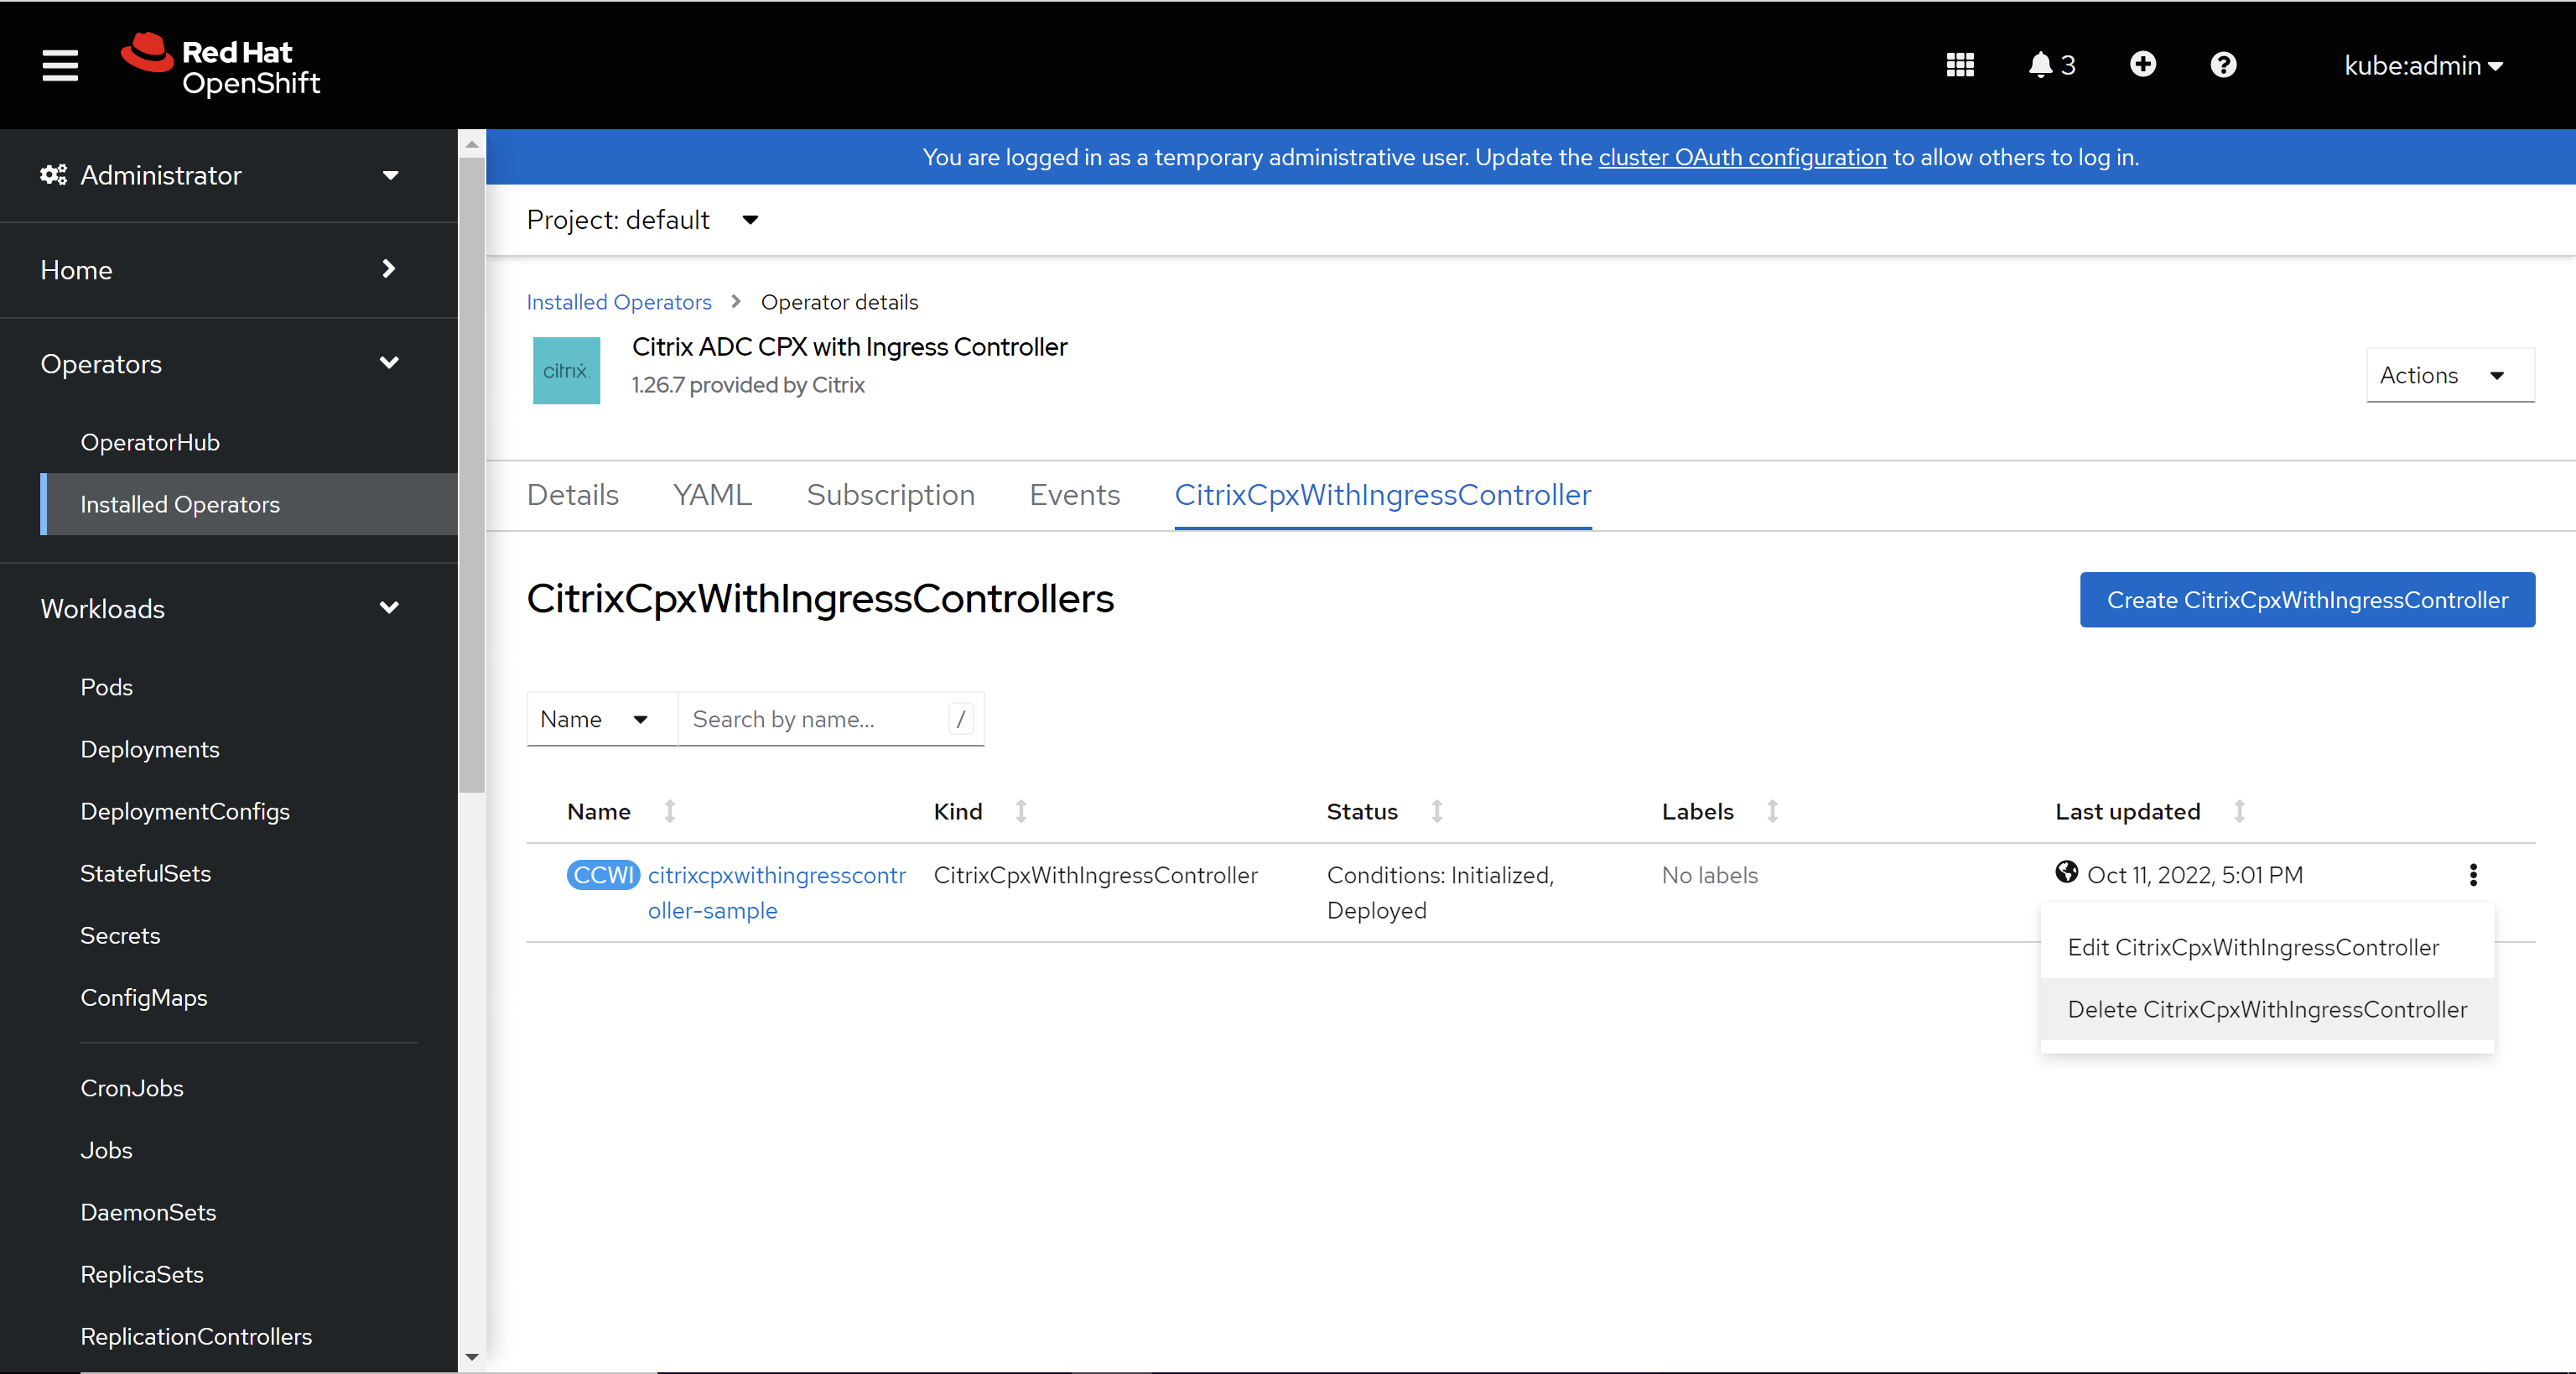 Red Hat
OpenShift
3
kube:admin
Administrator
Home
Operators
OperatorHub
Installed Operators
Workloads
Pods
Deployments
DeploymentConfigs
StatefulSets
Secrets
ConfigMaps
CronJobs
Jobs
DaemonSets
ReplicaSets
ReplicationControllers
You are logged in as a temporary administrative user. Update the cluster OAuth configuration to allow others to log in.
Project: default
Installed Operators > Operator details
citrix.
Citrix ADC CPX with Ingress Controller
1.26.7 provided by Citrix
Actions
Details YAML Subscription Events CitrixCpxWithIngressController
CitrixCpxWithIngressControllers
Create CitrixCpxWithIngressController
Name Search by name... /
Name Kind Status Labels Last updated
CCWI citrixcpxwithingresscontr
oller-sample
CitrixCpxWithIngressController
Conditions: Initialized,
Deployed
No labels
Oct 11, 2022, 5:01 PM
Edit CitrixCpxWithIngressController
Delete CitrixCpxWithIngressController